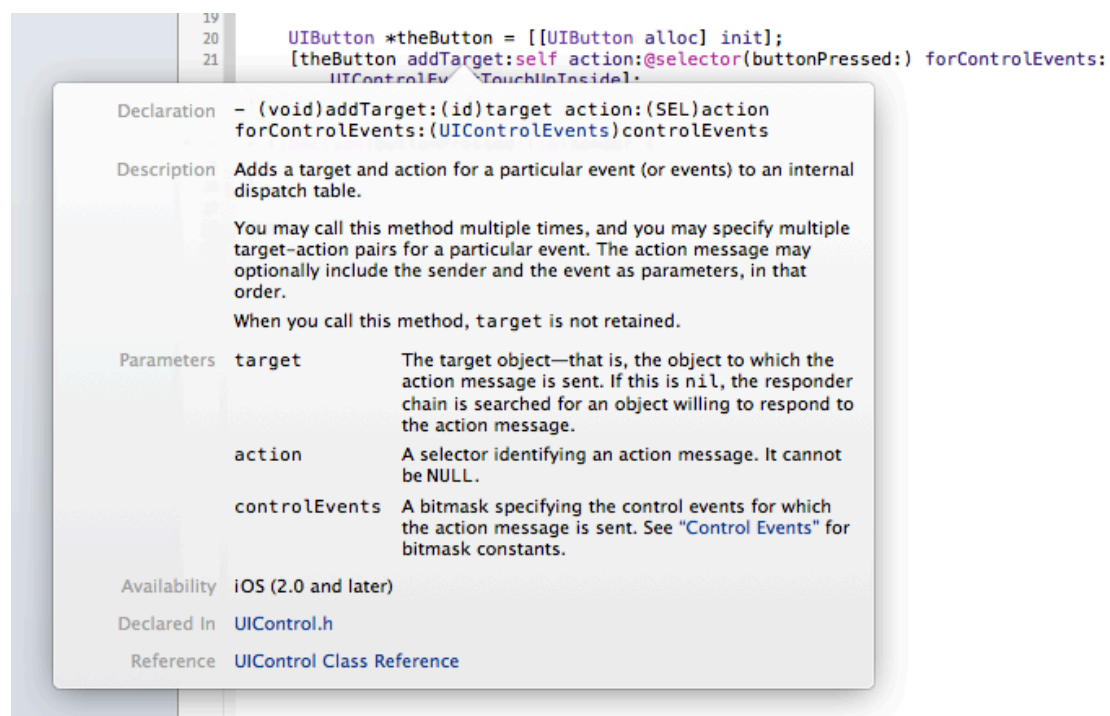 19
20 UIButton *theButton = [[UIButton alloc] init];
21 [theButton addTarget:self action:@selector(buttonPressed:) forControlEvents:
Declaration - (void)addTarget:(id)target action:(SEL)action
forControlEvents:(UIControlEvents)controlEvents
Description Adds a target and action for a particular event (or events) to an internal
dispatch table.
You may call this method multiple times, and you may specify multiple
target-action pairs for a particular event. The action message may
optionally include the sender and the event as parameters, in that
order.
When you call this method, target is not retained.
Parameters target The target object—that is, the object to which the
action message is sent. If this is nil, the responder
chain is searched for an object willing to respond to
the action message.
action A selector identifying an action message. It cannot
be NULL.
controlEvents A bitmask specifying the control events for which
the action message is sent. See “Control Events” for
bitmask constants.
Availability iOS (2.0 and later)
Declared In UIControl.h
Reference UIControl Class Reference